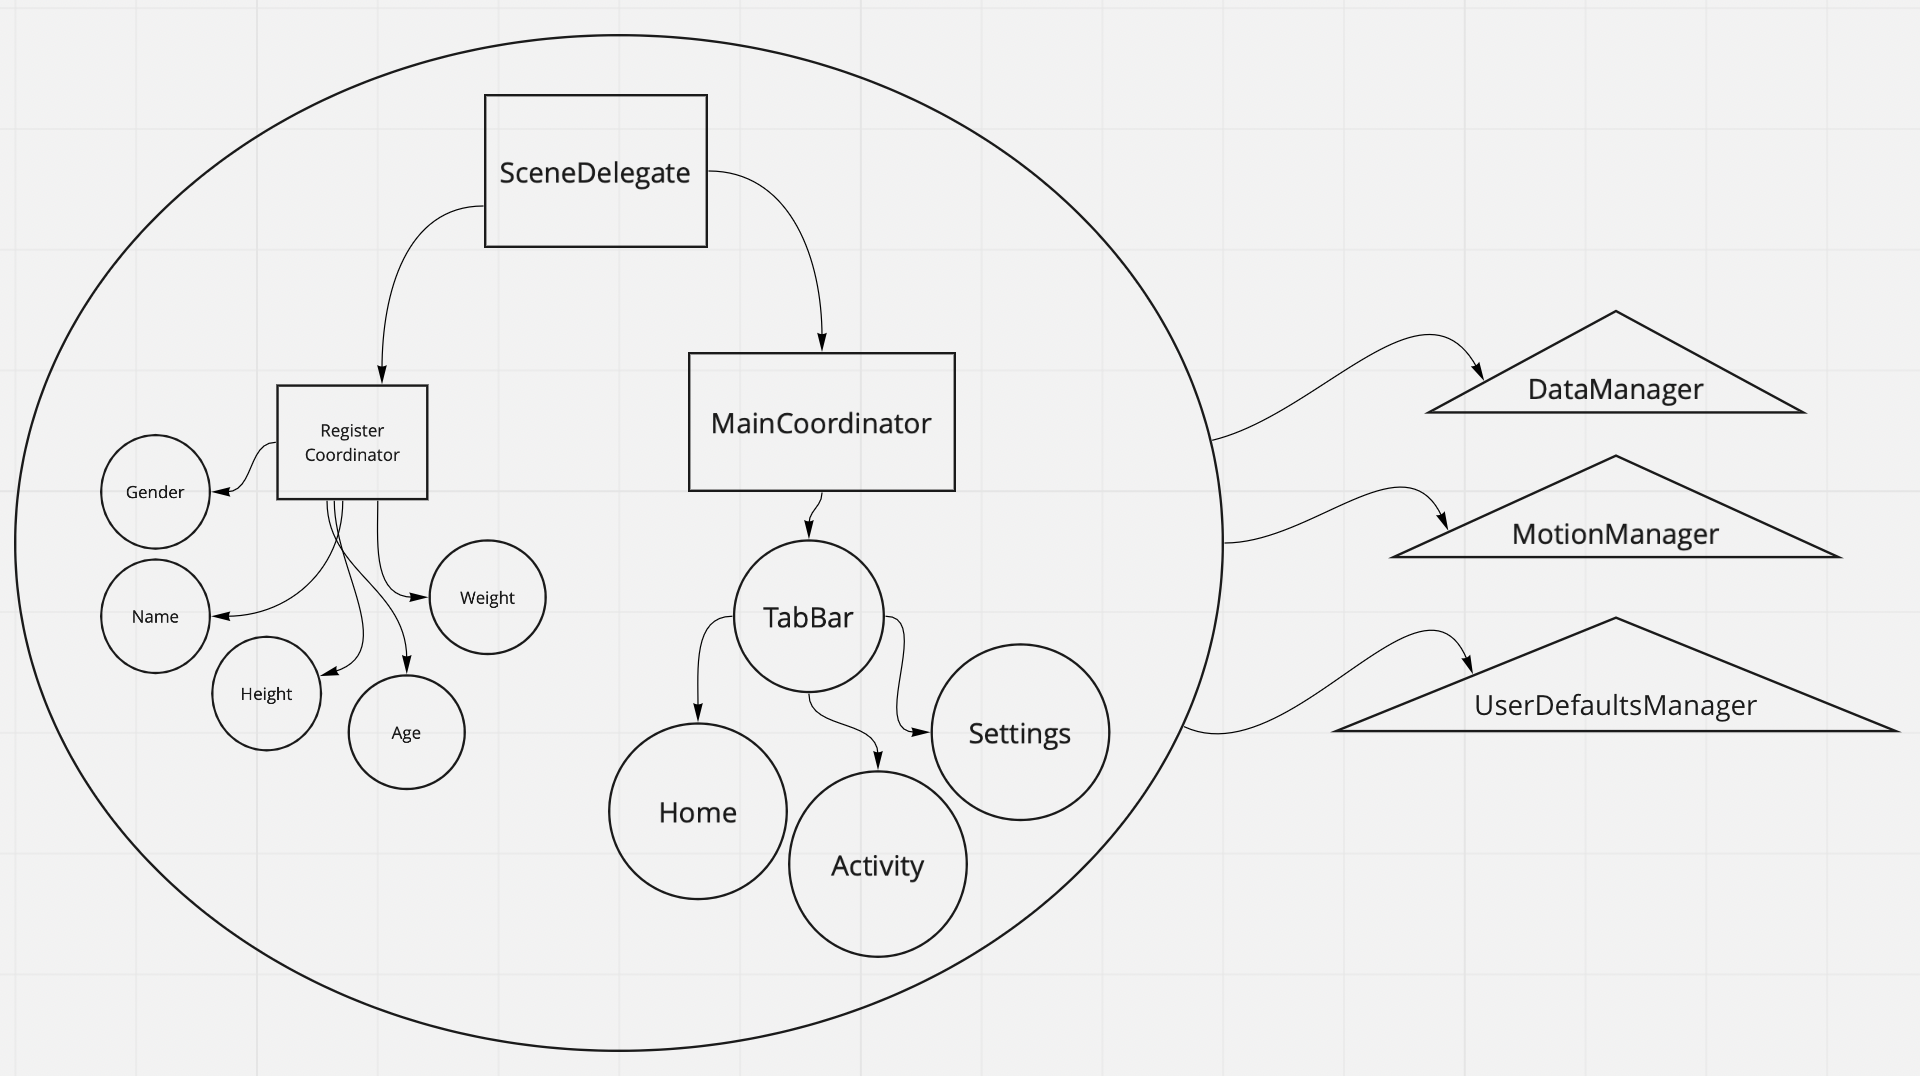 SceneDelegate
Register
Coordinator
MainCoordinator
Gender
Name
Height
Age
Weight
TabBar
Home
Activity
Settings
DataManager
MotionManager
UserDefaultsManager